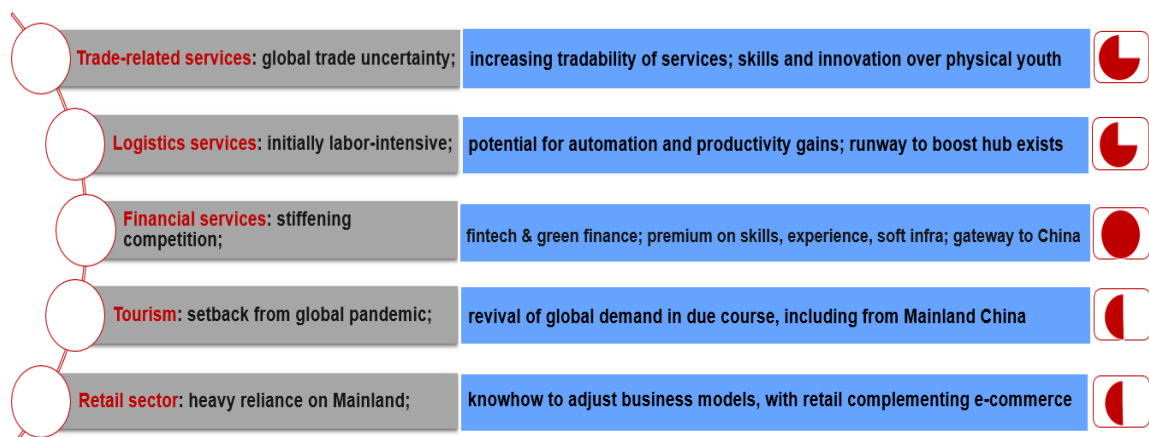 Trade-related services: global trade uncertainty; increasing tradability of services; skills and innovation over physical youth
Logistics services: initially labor-intensive; potential for automation and productivity gains; runway to boost hub exists
Financial services: stiffening
competition;
fintech & green finance; premium on skills, experience, soft infra; gateway to China
Tourism: setback from global pandemic; revival of global demand in due course, including from Mainland China
Retail sector: heavy reliance on Mainland; knowhow to adjust business models, with retail complementing e-commerce